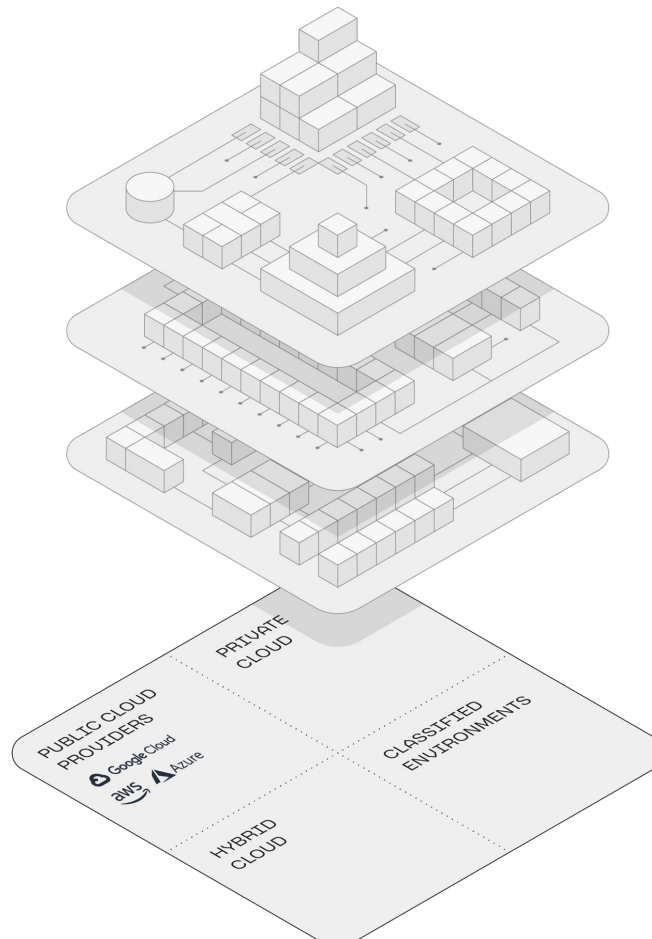 PRIVATE
CLOUD
PUBLIC CLOUD
PROVIDERS
Google Cloud
aws
Azure
CLASSIFIED
ENVIRONMENTS
HYBRID
CLOUD